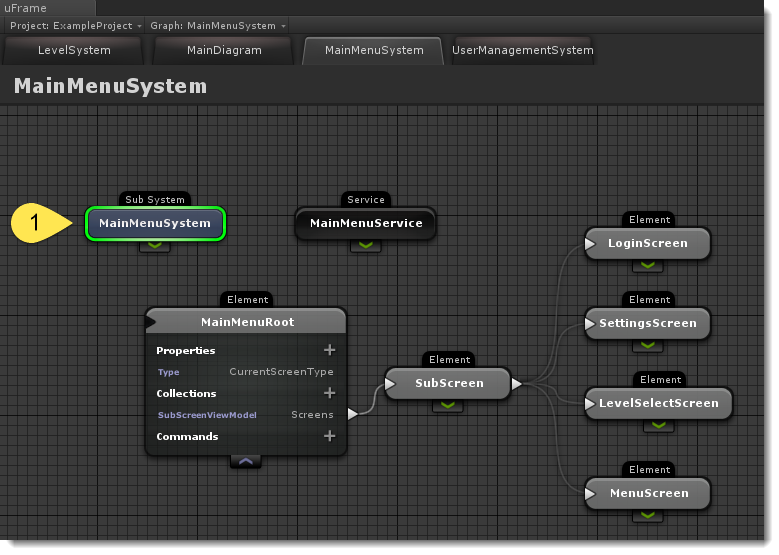 uFrame
Project: ExampleProject Graph: MainMenuSystem
LevelSystem MainDiagram MainMenuSystem UserManagementSystem
MainMenuSystem
Sub System
MainMenuSystem
1
Service
MainMenuService
Element
LoginScreen
Element
MainMenuRoot
Properties +
Type CurrentScreenType
Collections +
SubScreenViewModel Screens
Commands +
Element
SubScreen
Element
SettingsScreen
Element
LevelSelectScreen
Element
MenuScreen